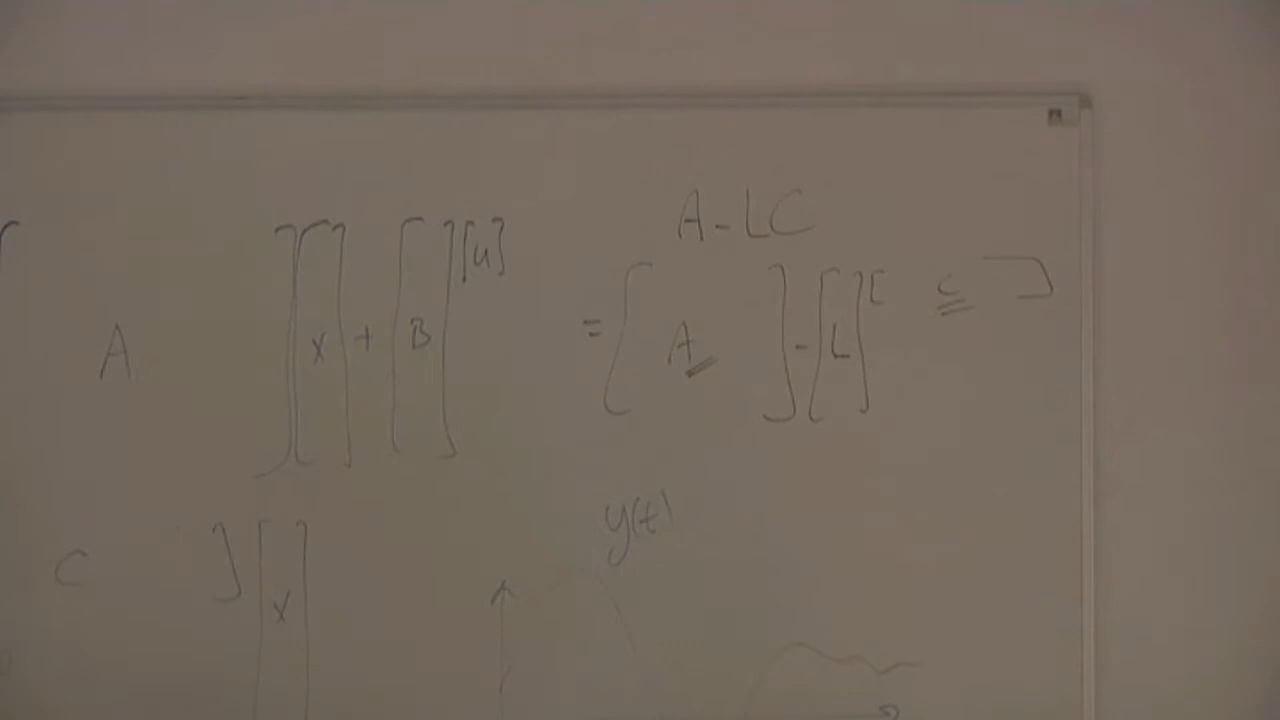 A - LC
[ A ] [ x ] + [ B ] [ u ] = [ A ] - [ L ] [ C ]
y(t)
C ] [ x